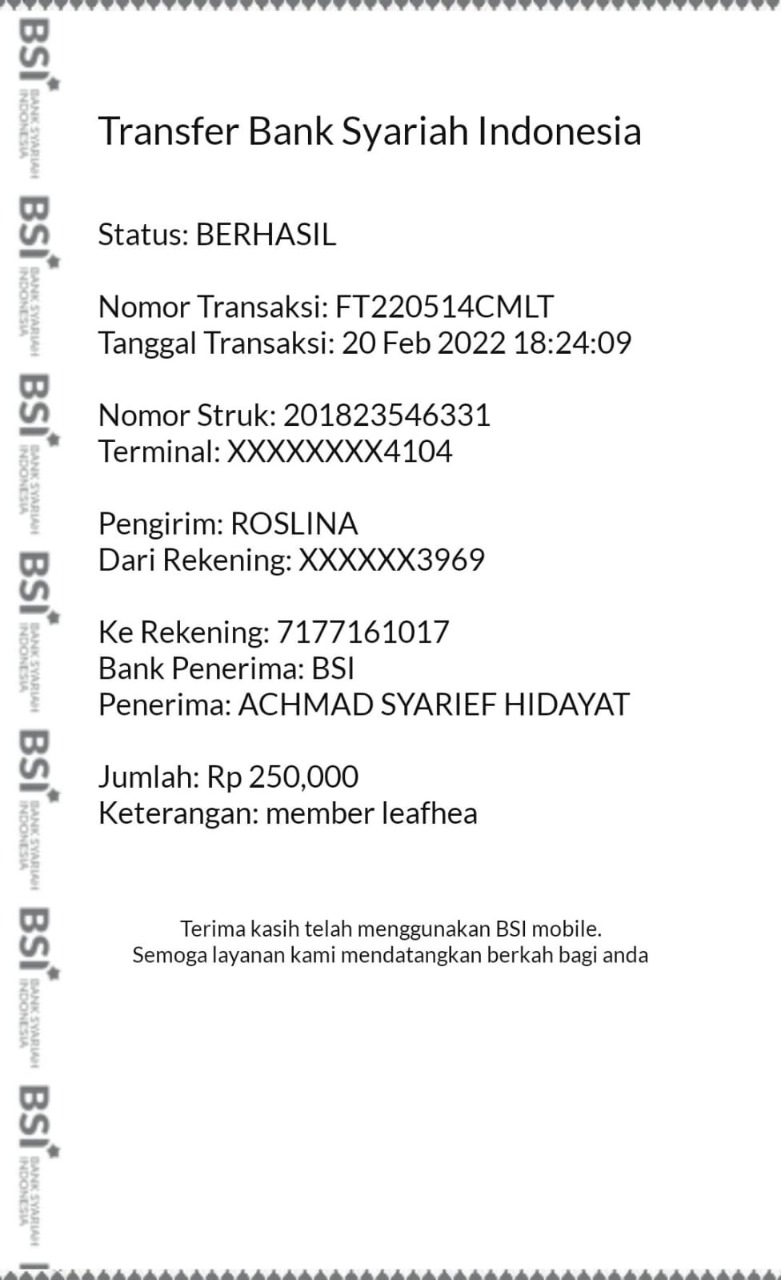 BSI
BANK SYARIAH
INDONESIA
BSI
BANK SYARIAH
INDONESIA
BSI
BANK SYARIAH
INDONESIA
BSI
BANK SYARIAH
INDONESIA
BSI
BANK SYARIAH
INDONESIA
BSI
BANK SYARIAH
INDONESIA
BSI
BANK SYARIAH
INDONESIA
Transfer Bank Syariah Indonesia
Status: BERHASIL
Nomor Transaksi: FT220514CMLT
Tanggal Transaksi: 20 Feb 2022 18:24:09
Nomor Struk: 201823546331
Terminal: XXXXXXXX4104
Pengirim: ROSLINA
Dari Rekening: XXXXXX3969
Ke Rekening: 7177161017
Bank Penerima: BSI
Penerima: ACHMAD SYARIEF HIDAYAT
Jumlah: Rp 250,000
Keterangan: member leafhea
Terima kasih telah menggunakan BSI mobile.
Semoga layanan kami mendatangkan berkah bagi anda